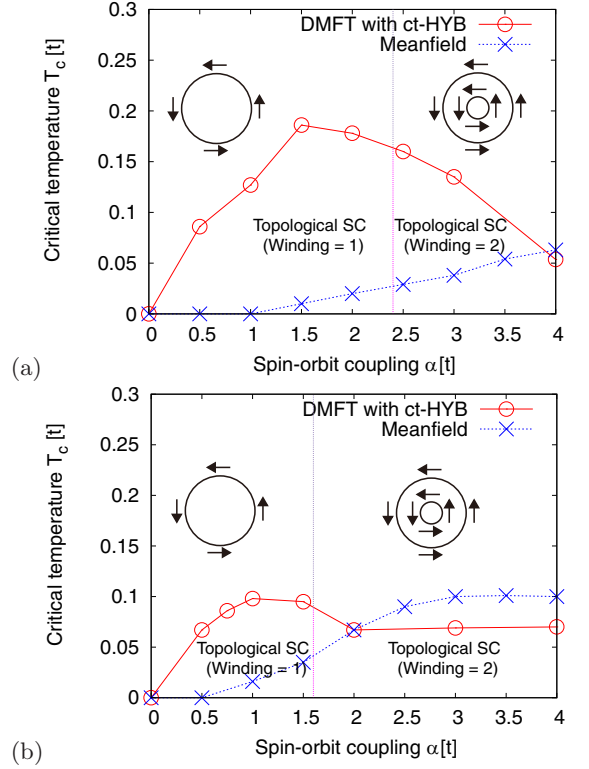 DMFT with ct-HYB
Meanfield
Critical temperature T_c [t]
0.3
0.25
0.2
0.15
0.1
0.05
0
Topological SC
(Winding = 1)
Topological SC
(Winding = 2)
0 0.5 1 1.5 2 2.5 3 3.5 4
Spin-orbit coupling α[t]
(a)
DMFT with ct-HYB
Meanfield
Critical temperature T_c [t]
0.3
0.25
0.2
0.15
0.1
0.05
0
Topological SC
(Winding = 1)
Topological SC
(Winding = 2)
0 0.5 1 1.5 2 2.5 3 3.5 4
Spin-orbit coupling α[t]
(b)